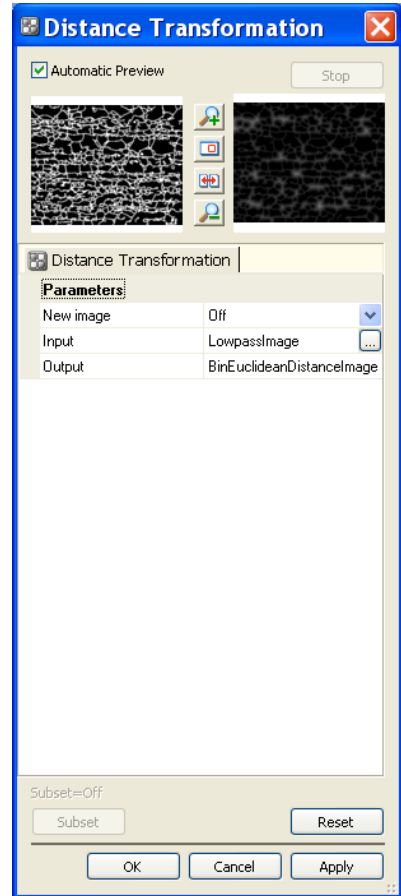 Distance Transformation
Automatic Preview
Stop
Distance Transformation
Parameters
New image Off
Input LowpassImage ...
Output BinEuclideanDistanceImage
Subset=Off
Subset Reset
OK Cancel Apply